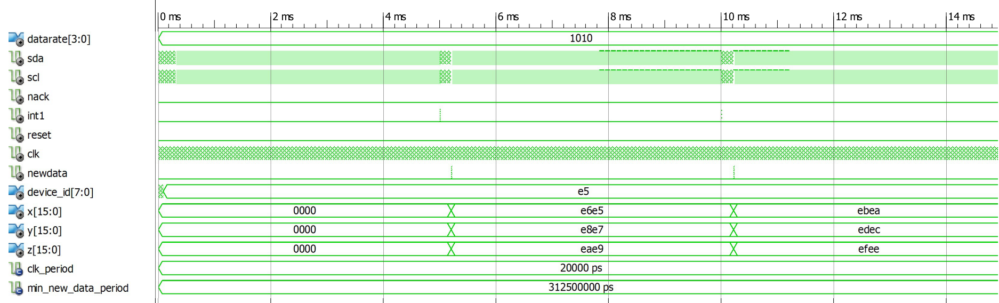 0 ms 2 ms 4 ms 6 ms 8 ms 10 ms 12 ms 14 ms
datarate[3:0] 1010
sda
scl
nack
int1
reset
clk
newdata
device_id[7:0] e5
x[15:0] 0000 e6e5 ebea
y[15:0] 0000 e8e7 edec
z[15:0] 0000 eae9 efee
clk_period 20000 ps
min_new_data_period 312500000 ps